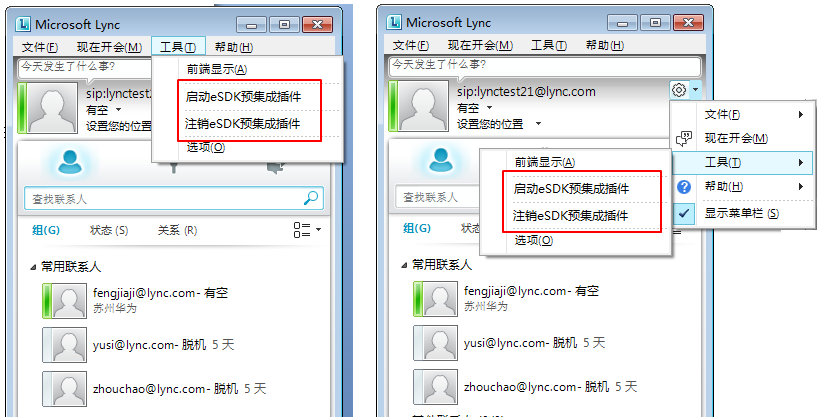 Microsoft Lync
文件(F) 现在开会(M) 工具(T) 帮助(H)
今天发生了什么事?
前端显示(A)
启动eSDK预集成插件
注销eSDK预集成插件
选项(O)
sip:lynctest2
有空
设置您的位置
查找联系人
组(G) 状态 (S) 关系 (R)
常用联系人
fengjiaji@lync.com- 有空
苏州华为
yusi@lync.com- 脱机 5 天
zhouchao@lync.com- 脱机 5 天
Microsoft Lync
文件(F) 现在开会(M) 工具(T) 帮助(H)
今天发生了什么事?
sip:lynctest21@lync.com
有空
设置您的位置
文件(F)
现在开会(M)
工具(T)
帮助(H)
显示菜单栏 (S)
前端显示(A)
启动eSDK预集成插件
注销eSDK预集成插件
选项(O)
查找联系人
组(G) 状态
常用联系人
fengjiaji@lync.com- 有空
苏州华为
yusi@lync.com- 脱机 5 天
zhouchao@lync.com- 脱机 5 天